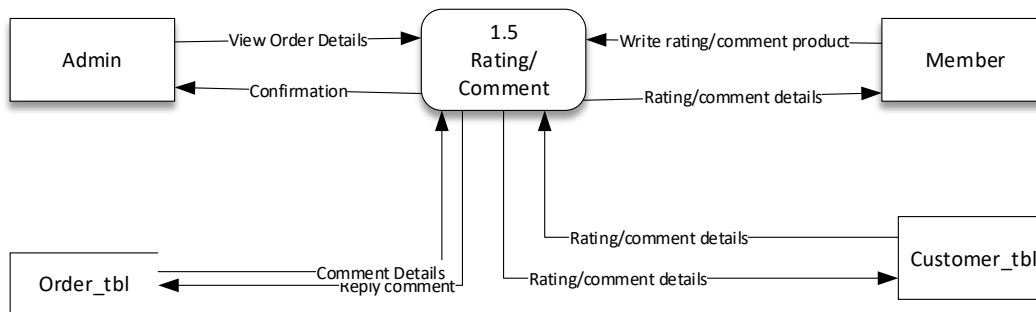 Admin
View Order Details
Confirmation
1.5
Rating/
Comment
Write rating/comment product
Rating/comment details
Member
Order_tbl
Comment Details
Reply comment
Rating/comment details
Rating/comment details
Customer_tbl